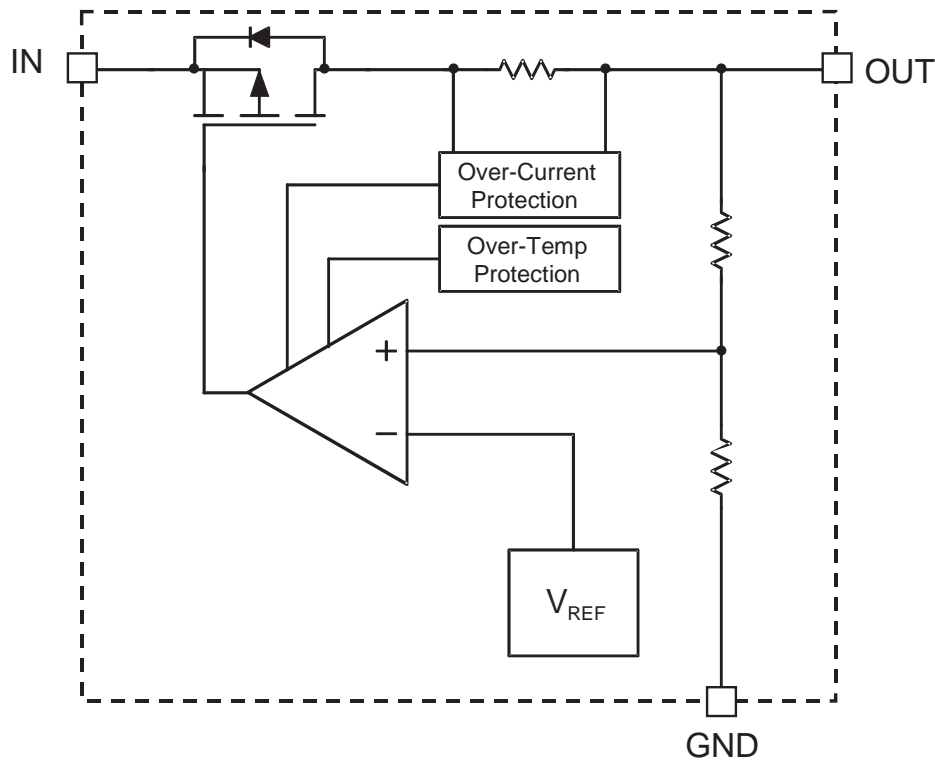 IN
OUT
Over-Current
Protection
Over-Temp
Protection
+
−
VREF
GND